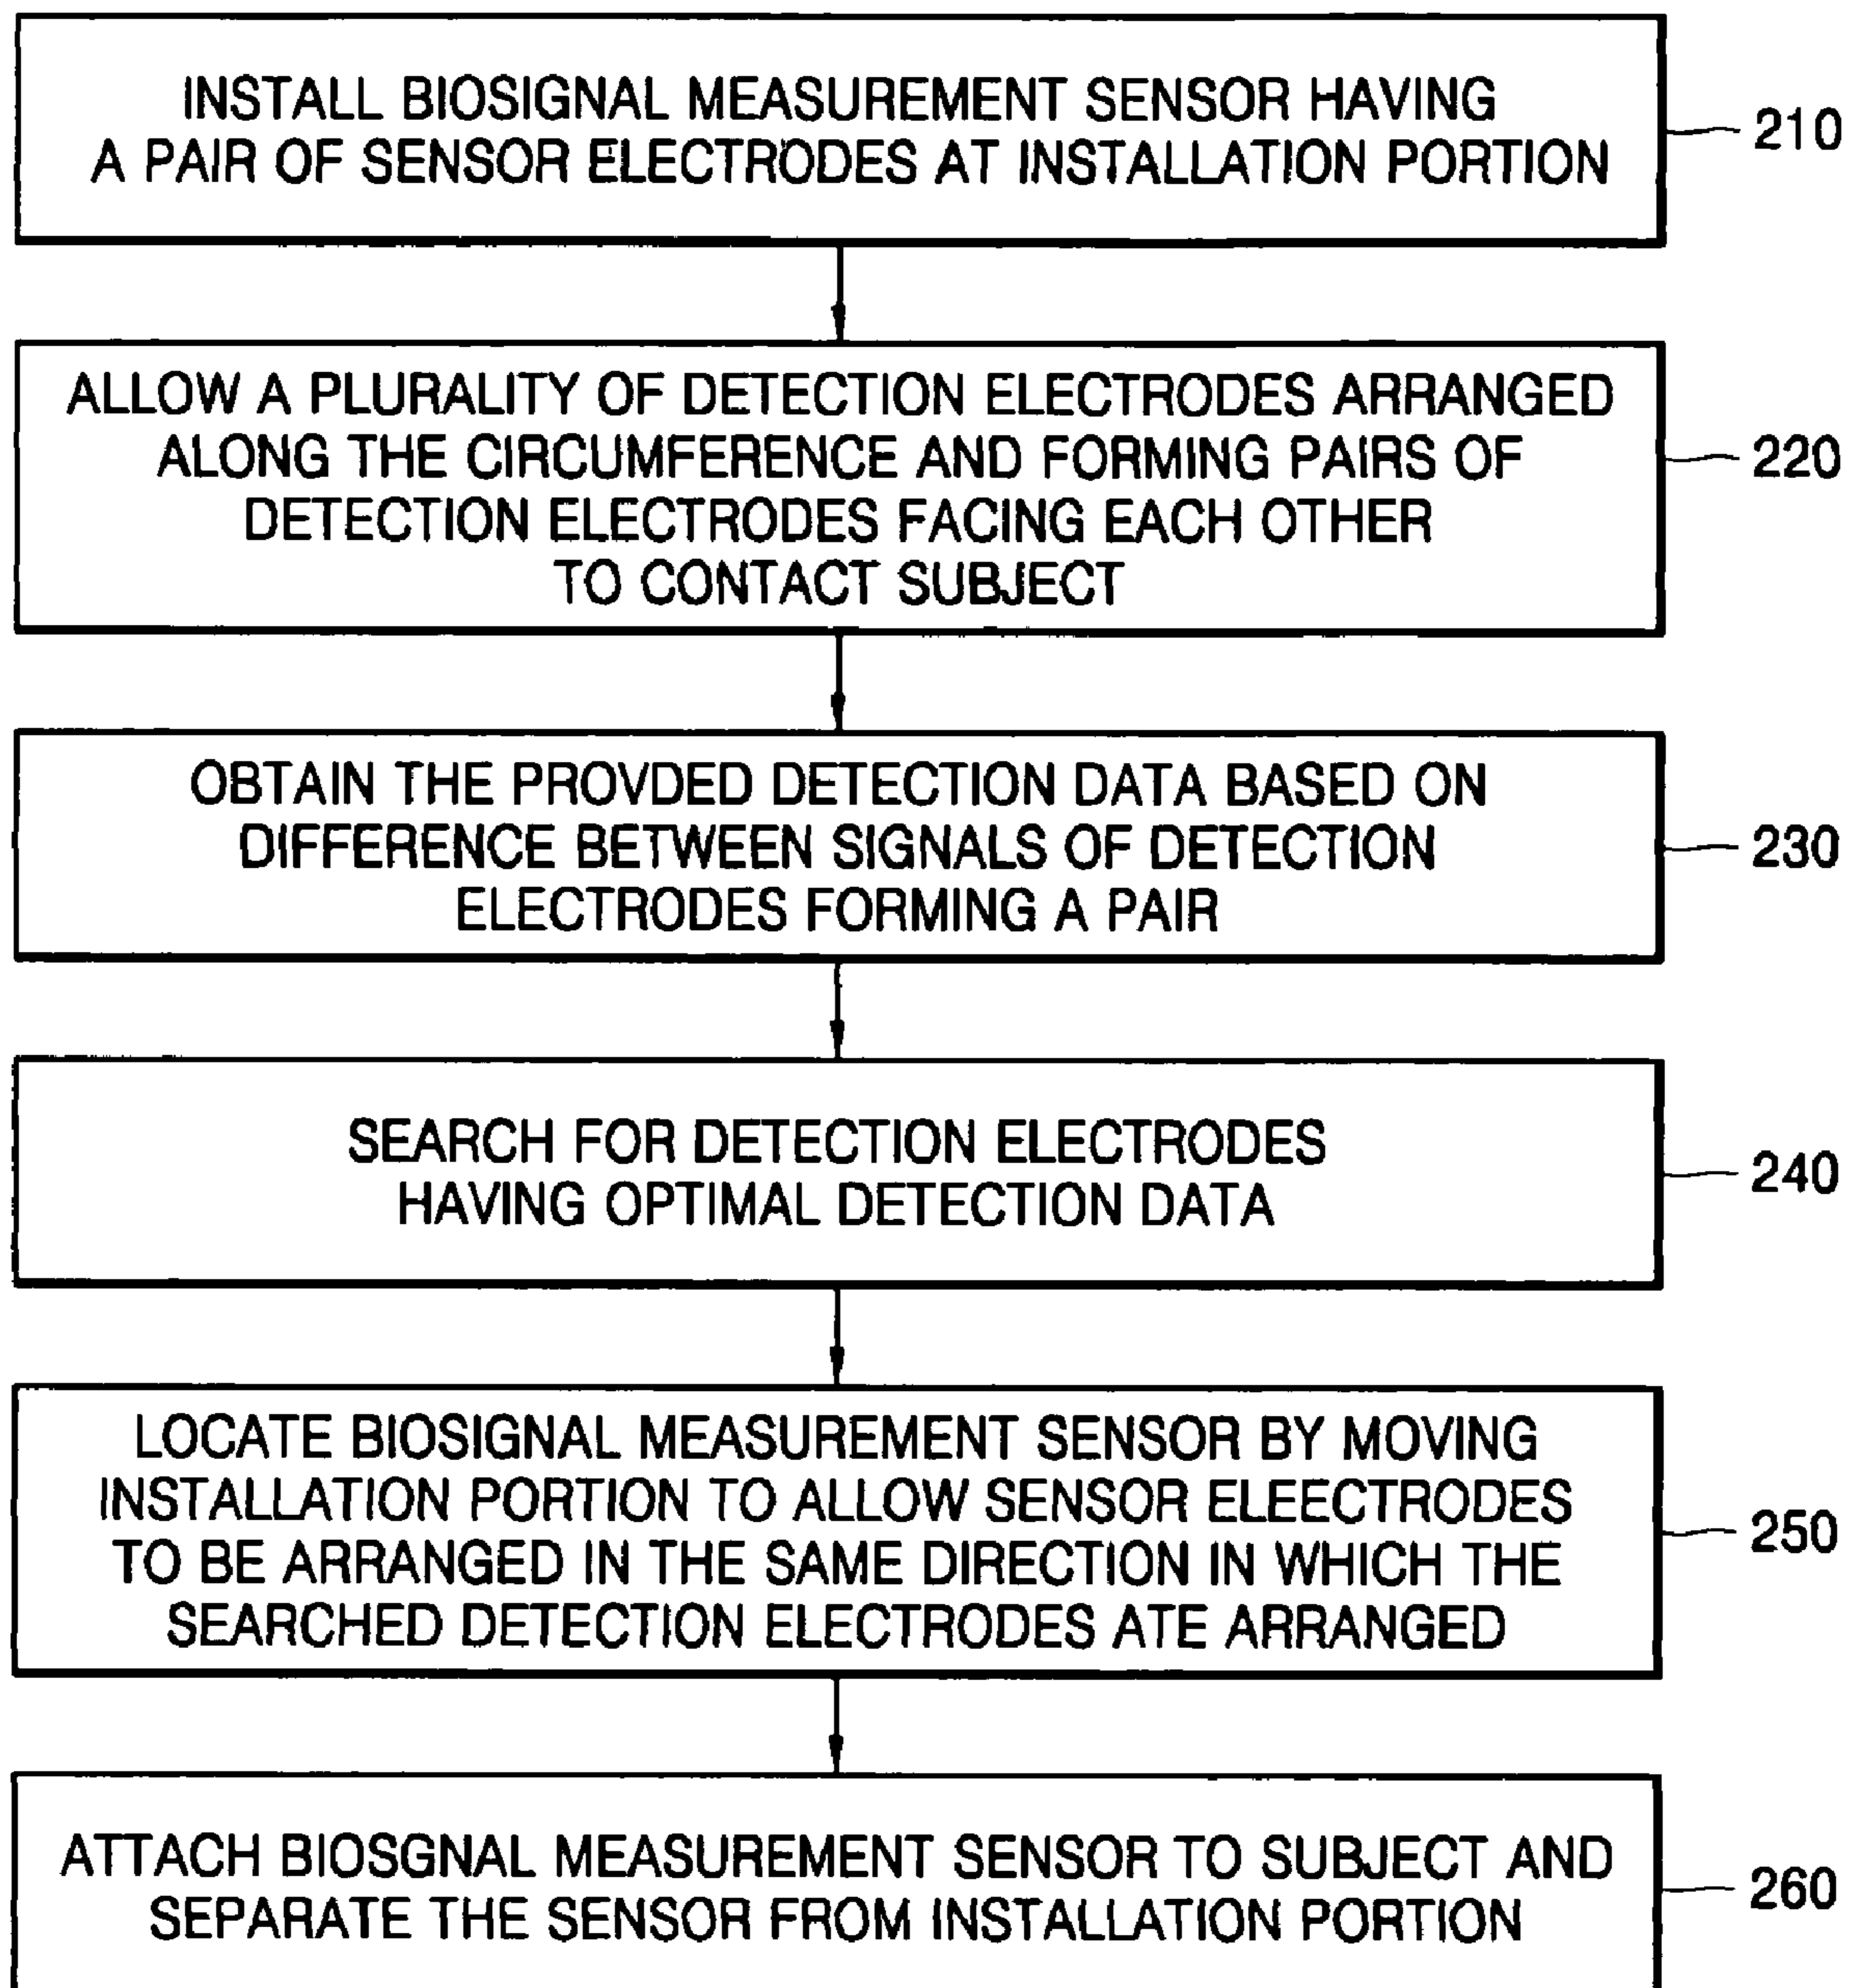 INSTALL BIOSIGNAL MEASUREMENT SENSOR HAVING
A PAIR OF SENSOR ELECTRODES AT INSTALLATION PORTION
210
ALLOW A PLURALITY OF DETECTION ELECTRODES ARRANGED
ALONG THE CIRCUMFERENCE AND FORMING PAIRS OF
DETECTION ELECTRODES FACING EACH OTHER
TO CONTACT SUBJECT
220
OBTAIN THE PROVDED DETECTION DATA BASED ON
DIFFERENCE BETWEEN SIGNALS OF DETECTION
ELECTRODES FORMING A PAIR
230
SEARCH FOR DETECTION ELECTRODES
HAVING OPTIMAL DETECTION DATA
240
LOCATE BIOSIGNAL MEASUREMENT SENSOR BY MOVING
INSTALLATION PORTION TO ALLOW SENSOR ELEECTRODES
TO BE ARRANGED IN THE SAME DIRECTION IN WHICH THE
SEARCHED DETECTION ELECTRODES ATE ARRANGED
250
ATTACH BIOSGNAL MEASUREMENT SENSOR TO SUBJECT AND
SEPARATE THE SENSOR FROM INSTALLATION PORTION
260